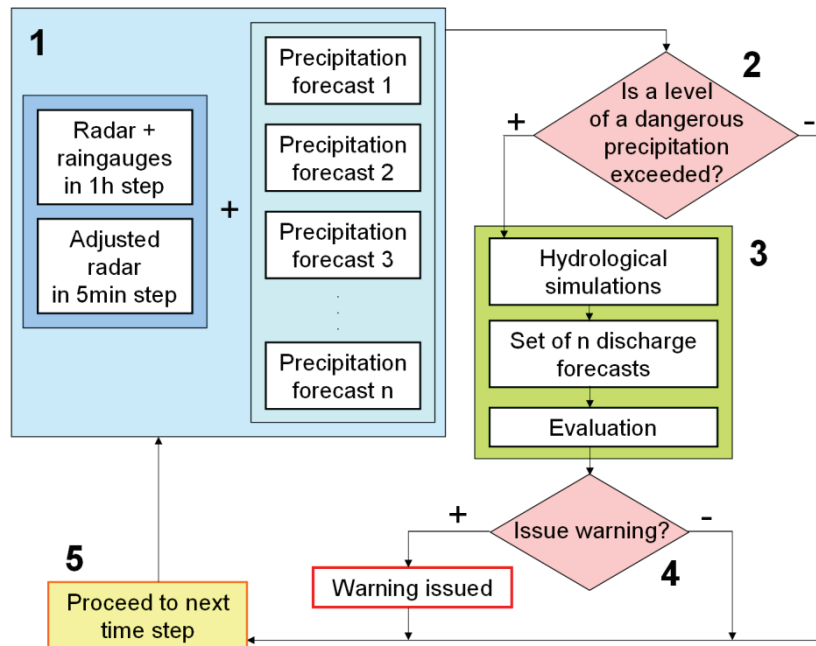 1
Radar +
raingauges
in 1h step
Adjusted
radar
in 5min step
+
Precipitation
forecast 1
Precipitation
forecast 2
Precipitation
forecast 3
Precipitation
forecast n
2
Is a level
of a dangerous
precipitation
exceeded?
+
-
3
Hydrological
simulations
Set of n discharge
forecasts
Evaluation
4
Issue warning?
+
-
Warning issued
5
Proceed to next
time step